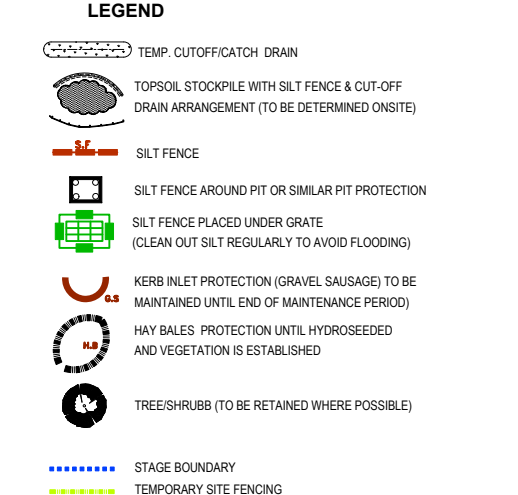 LEGEND
TEMP. CUTOFF/CATCH DRAIN
TOPSOIL STOCKPILE WITH SILT FENCE & CUT-OFF
DRAIN ARRANGEMENT (TO BE DETERMINED ONSITE)
S.F
SILT FENCE
SILT FENCE AROUND PIT OR SIMILAR PIT PROTECTION
SILT FENCE PLACED UNDER GRATE
(CLEAN OUT SILT REGULARLY TO AVOID FLOODING)
KERB INLET PROTECTION (GRAVEL SAUSAGE) TO BE
G.S
MAINTAINED UNTIL END OF MAINTENANCE PERIOD)
HAY BALES PROTECTION UNTIL HYDROSEEDED
H.B
AND VEGETATION IS ESTABLISHED
TREE/SHRUBB (TO BE RETAINED WHERE POSSIBLE)
STAGE BOUNDARY
TEMPORARY SITE FENCING